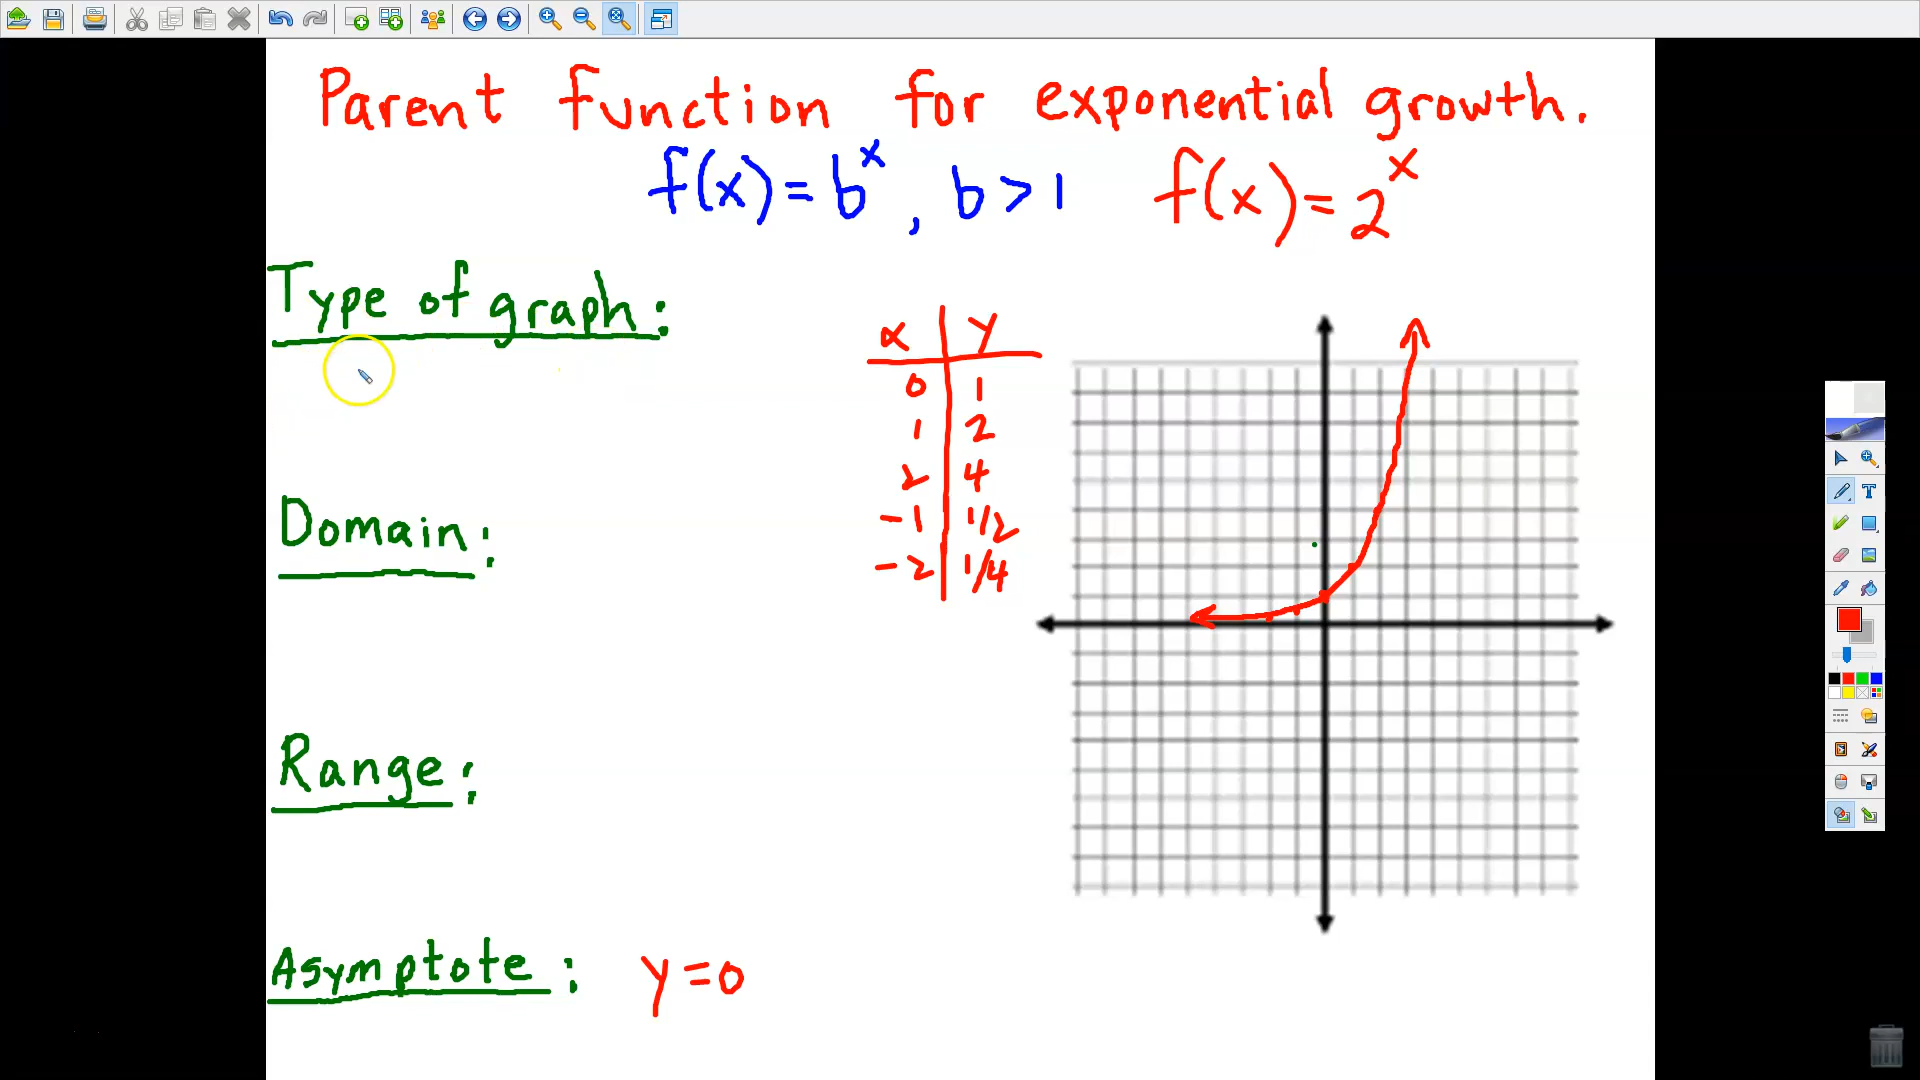 Parent function for exponential growth.
f(x) = b^x , b > 1 f(x) = 2^x
Type of graph:
x y
0 1
1 2
2 4
-1 1/2
-2 1/4
Domain:
Range:
Asymptote: y = 0